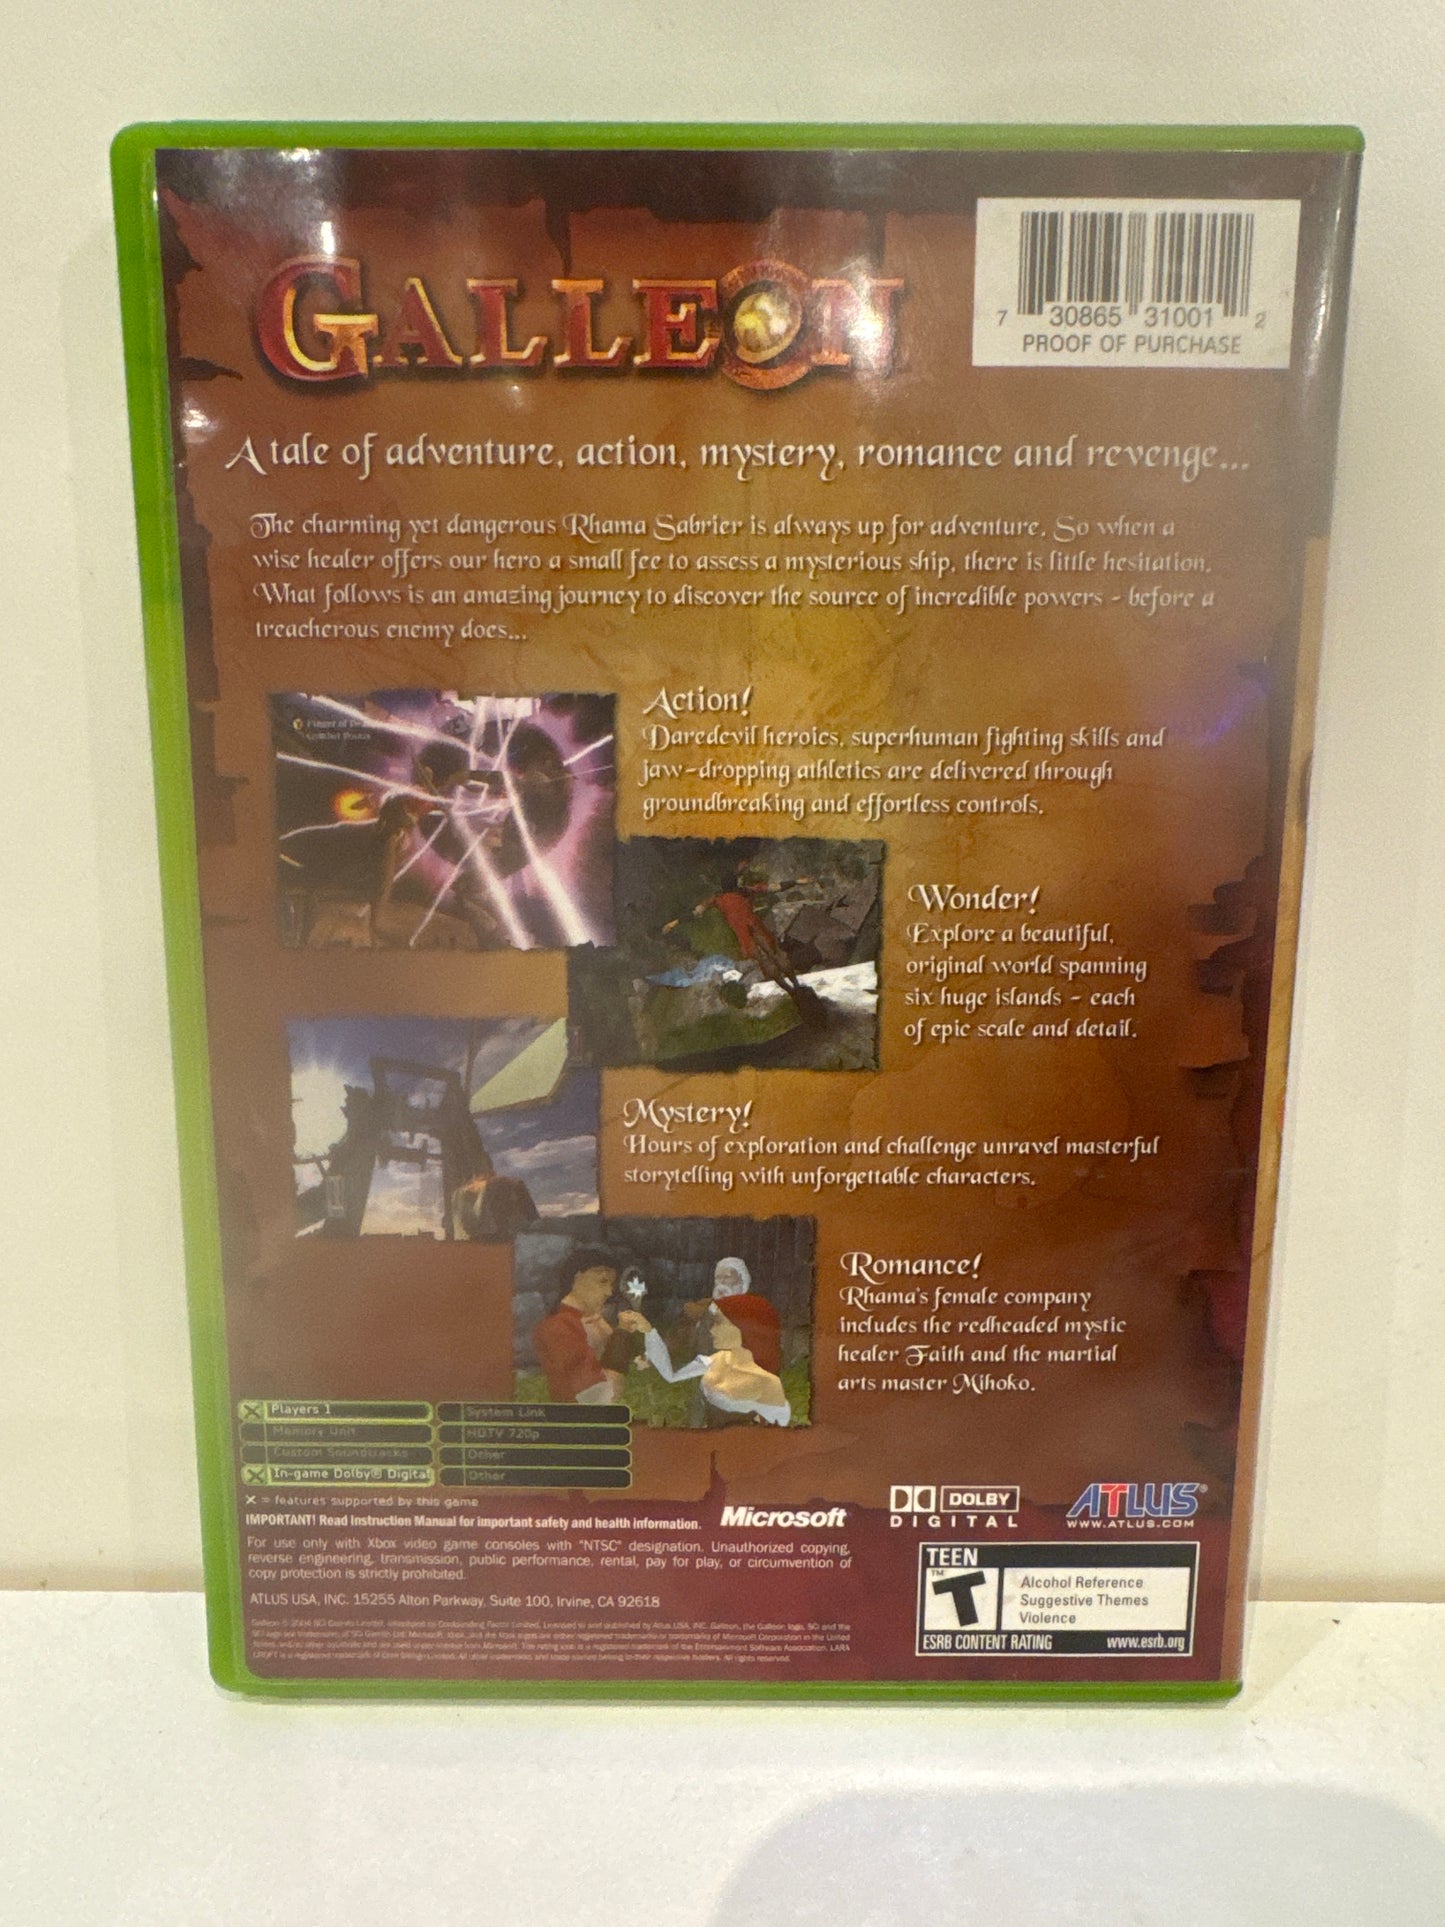 GALLEON
7 30865 31001 2
PROOF OF PURCHASE
A tale of adventure, action, mystery, romance and revenge...
The charming yet dangerous Rhama Sabrier is always up for adventure. So when a
wise healer offers our hero a small fee to assess a mysterious ship, there is little hesitation.
What follows is an amazing journey to discover the source of incredible powers - before a
treacherous enemy does...
Action!
Daredevil heroics, superhuman fighting skills and
jaw-dropping athletics are delivered through
groundbreaking and effortless controls.
Wonder!
Explore a beautiful,
original world spanning
six huge islands - each
of epic scale and detail.
Mystery!
Hours of exploration and challenge unravel masterful
storytelling with unforgettable characters.
Romance!
Rhama's female company
includes the redheaded mystic
healer Faith and the martial
arts master Mihoko.
X Players 1
System Link
Memory Unit
HDTV 720p
Custom Soundtracks
Other
X In-game Dolby® Digital
Other
X = features supported by this game
IMPORTANT! Read Instruction Manual for important safety and health information.
Microsoft
DOLBY
DIGITAL
ATLUS®
WWW.ATLUS.COM
For use only with Xbox video game consoles with "NTSC" designation. Unauthorized copying,
reverse engineering, transmission, public performance, rental, pay for play, or circumvention of
copy protection is strictly prohibited.
ATLUS USA, INC. 15255 Alton Parkway, Suite 100, Irvine, CA 92618
TEEN
T
TM
Alcohol Reference
Suggestive Themes
Violence
ESRB CONTENT RATING www.esrb.org